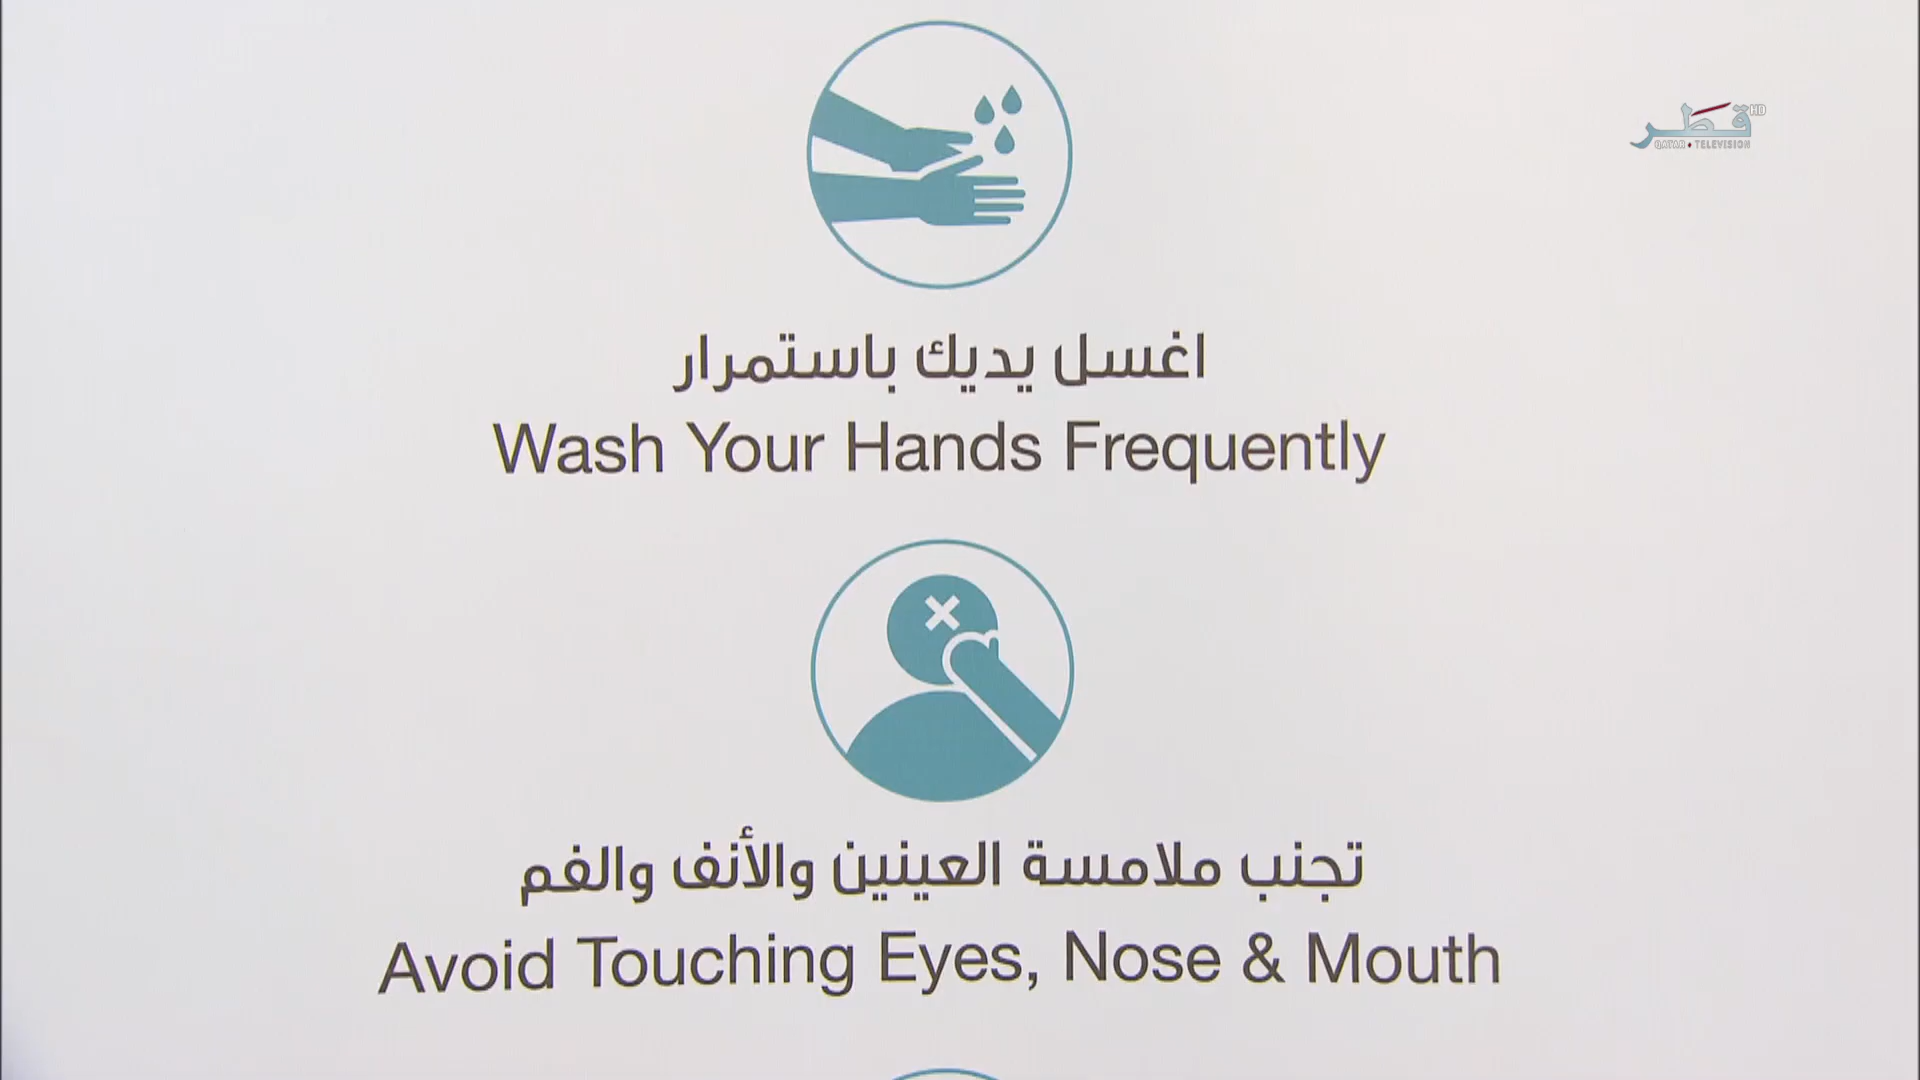 قطر HD
QATAR TELEVISION
اغسل يديك باستمرار
Wash Your Hands Frequently
تجنب ملامسة العينين والأنف والفم
Avoid Touching Eyes, Nose & Mouth